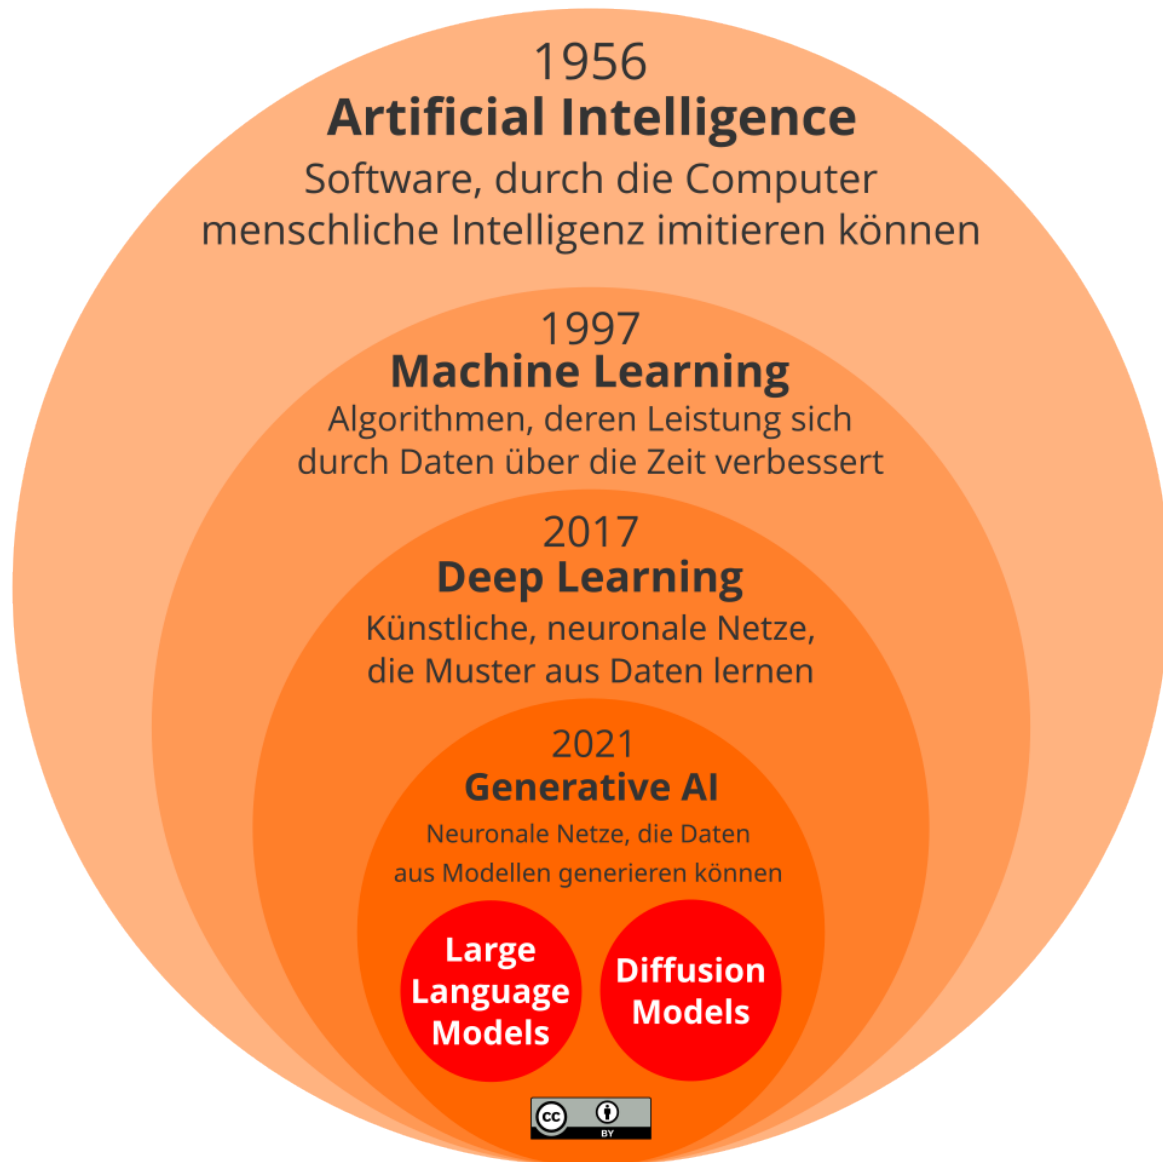 1956
Artificial Intelligence
Software, durch die Computer
menschliche Intelligenz imitieren können
1997
Machine Learning
Algorithmen, deren Leistung sich
durch Daten über die Zeit verbessert
2017
Deep Learning
Künstliche, neuronale Netze,
die Muster aus Daten lernen
2021
Generative AI
Neuronale Netze, die Daten
aus Modellen generieren können
Large
Language
Models
Diffusion
Models
cc
BY